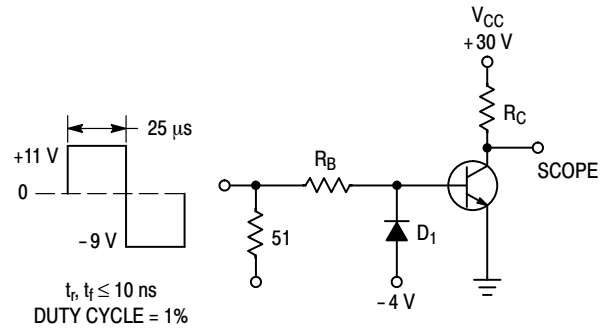 V_CC
+30 V
R_C
SCOPE
25 μs
+11 V
0
−9 V
R_B
51
D_1
−4 V
t_r, t_f ≤ 10 ns
DUTY CYCLE = 1%